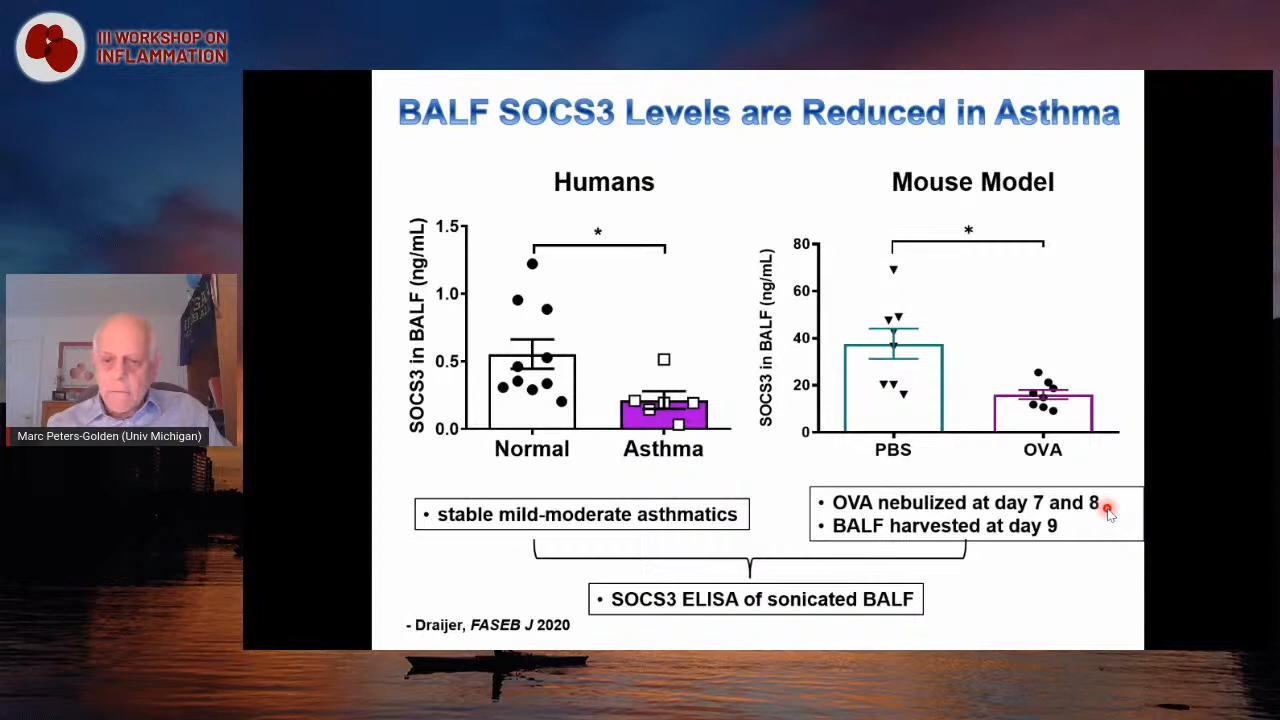 III WORKSHOP ON
INFLAMMATION
BALF SOCS3 Levels are Reduced in Asthma
Humans
SOCS3 in BALF (ng/mL)
1.5
1.0
0.5
0.0
*
Normal
Asthma
Mouse Model
SOCS3 in BALF (ng/mL)
80
60
40
20
0
*
PBS
OVA
• stable mild-moderate asthmatics
• OVA nebulized at day 7 and 8
• BALF harvested at day 9
• SOCS3 ELISA of sonicated BALF
- Draijer, FASEB J 2020
Marc Peters-Golden (Univ Michigan)